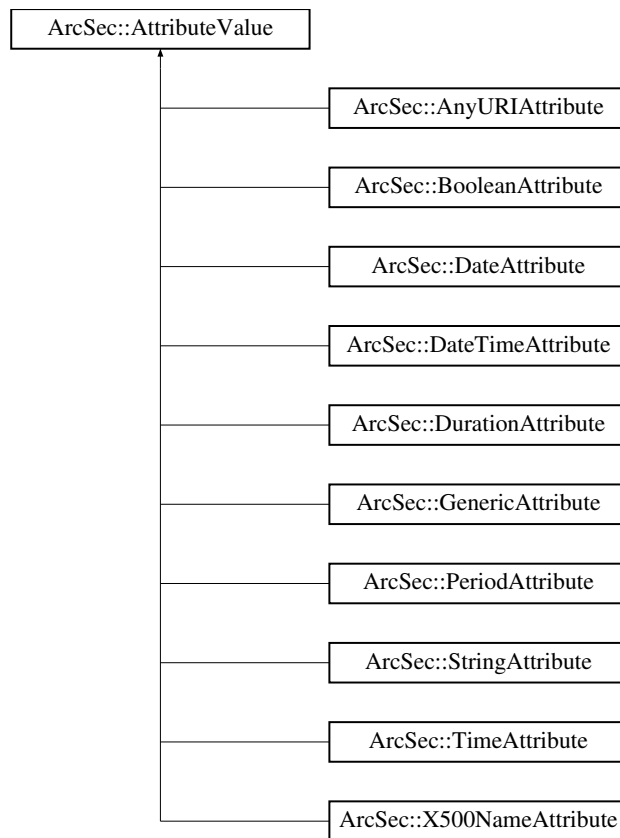 ArcSec::AttributeValue
ArcSec::AnyURIAttribute
ArcSec::BooleanAttribute
ArcSec::DateAttribute
ArcSec::DateTimeAttribute
ArcSec::DurationAttribute
ArcSec::GenericAttribute
ArcSec::PeriodAttribute
ArcSec::StringAttribute
ArcSec::TimeAttribute
ArcSec::X500NameAttribute